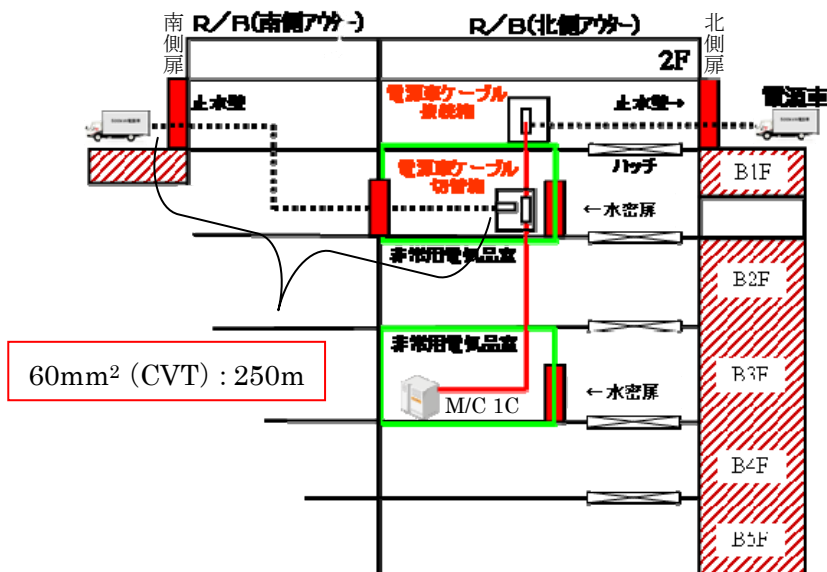 R/B(南側アウター)
R/B(北側アウター)
南側扉
北側扉
2F
止水壁
電源車ケーブル
接続箱
止水壁→
電源車
電源車ケーブル
切替箱
ハッチ
B1F
←水密扉
非常用電気品室
B2F
非常用電気品室
60mm² (CVT) : 250m
←水密扉
B3F
M/C 1C
B4F
B5F